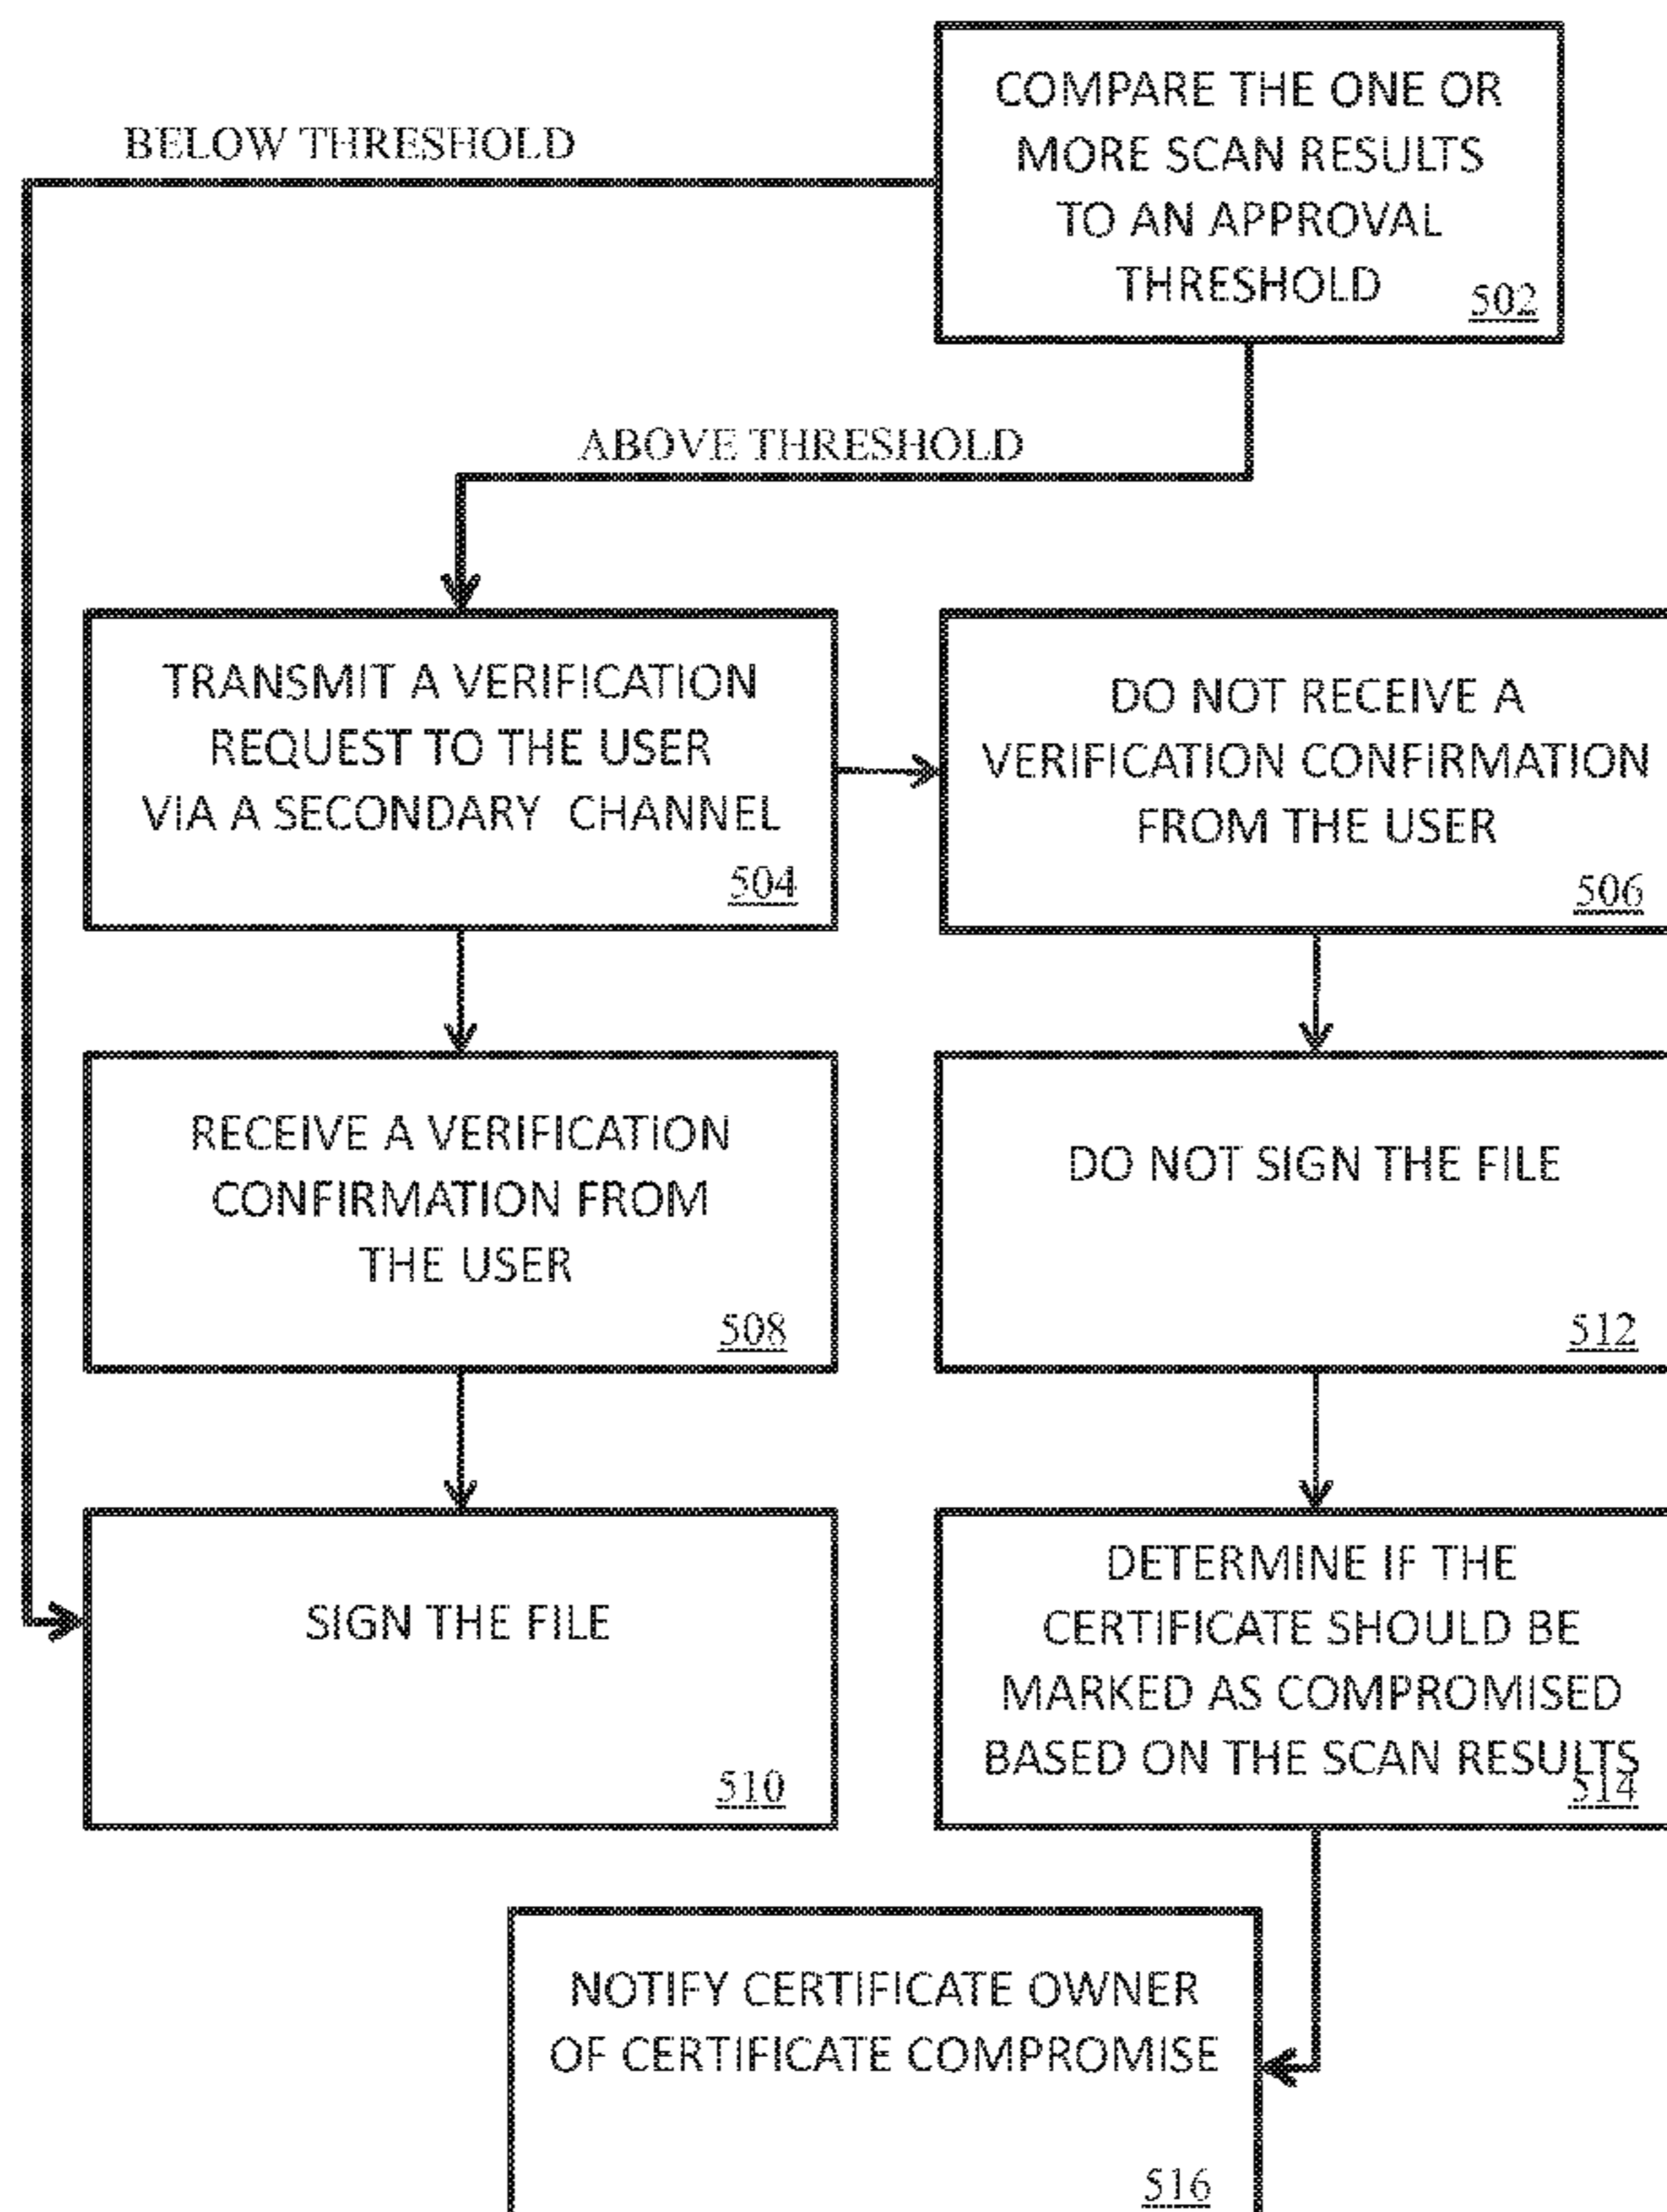 COMPARE THE ONE OR
MORE SCAN RESULTS
TO AN APPROVAL
THRESHOLD
502
BELOW THRESHOLD
ABOVE THRESHOLD
TRANSMIT A VERIFICATION
REQUEST TO THE USER
VIA A SECONDARY CHANNEL
504
DO NOT RECEIVE A
VERIFICATION CONFIRMATION
FROM THE USER
506
RECEIVE A VERIFICATION
CONFIRMATION FROM
THE USER
508
DO NOT SIGN THE FILE
512
SIGN THE FILE
510
DETERMINE IF THE
CERTIFICATE SHOULD BE
MARKED AS COMPROMISED
BASED ON THE SCAN RESULTS
514
NOTIFY CERTIFICATE OWNER
OF CERTIFICATE COMPROMISE
516